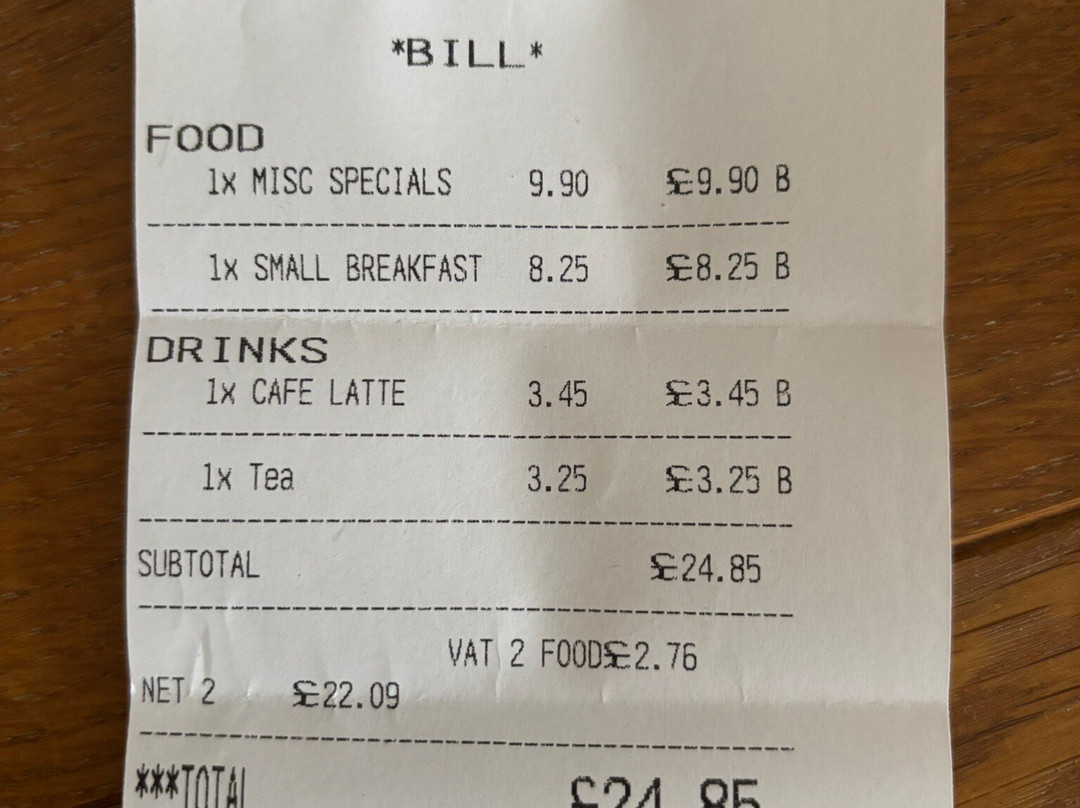 *BILL*
FOOD
1x MISC SPECIALS 9.90 £9.90 B
1x SMALL BREAKFAST 8.25 £8.25 B
DRINKS
1x CAFE LATTE 3.45 £3.45 B
1x Tea 3.25 £3.25 B
SUBTOTAL £24.85
VAT 2 FOOD£2.76
NET 2 £22.09
***TOTAL £24.85